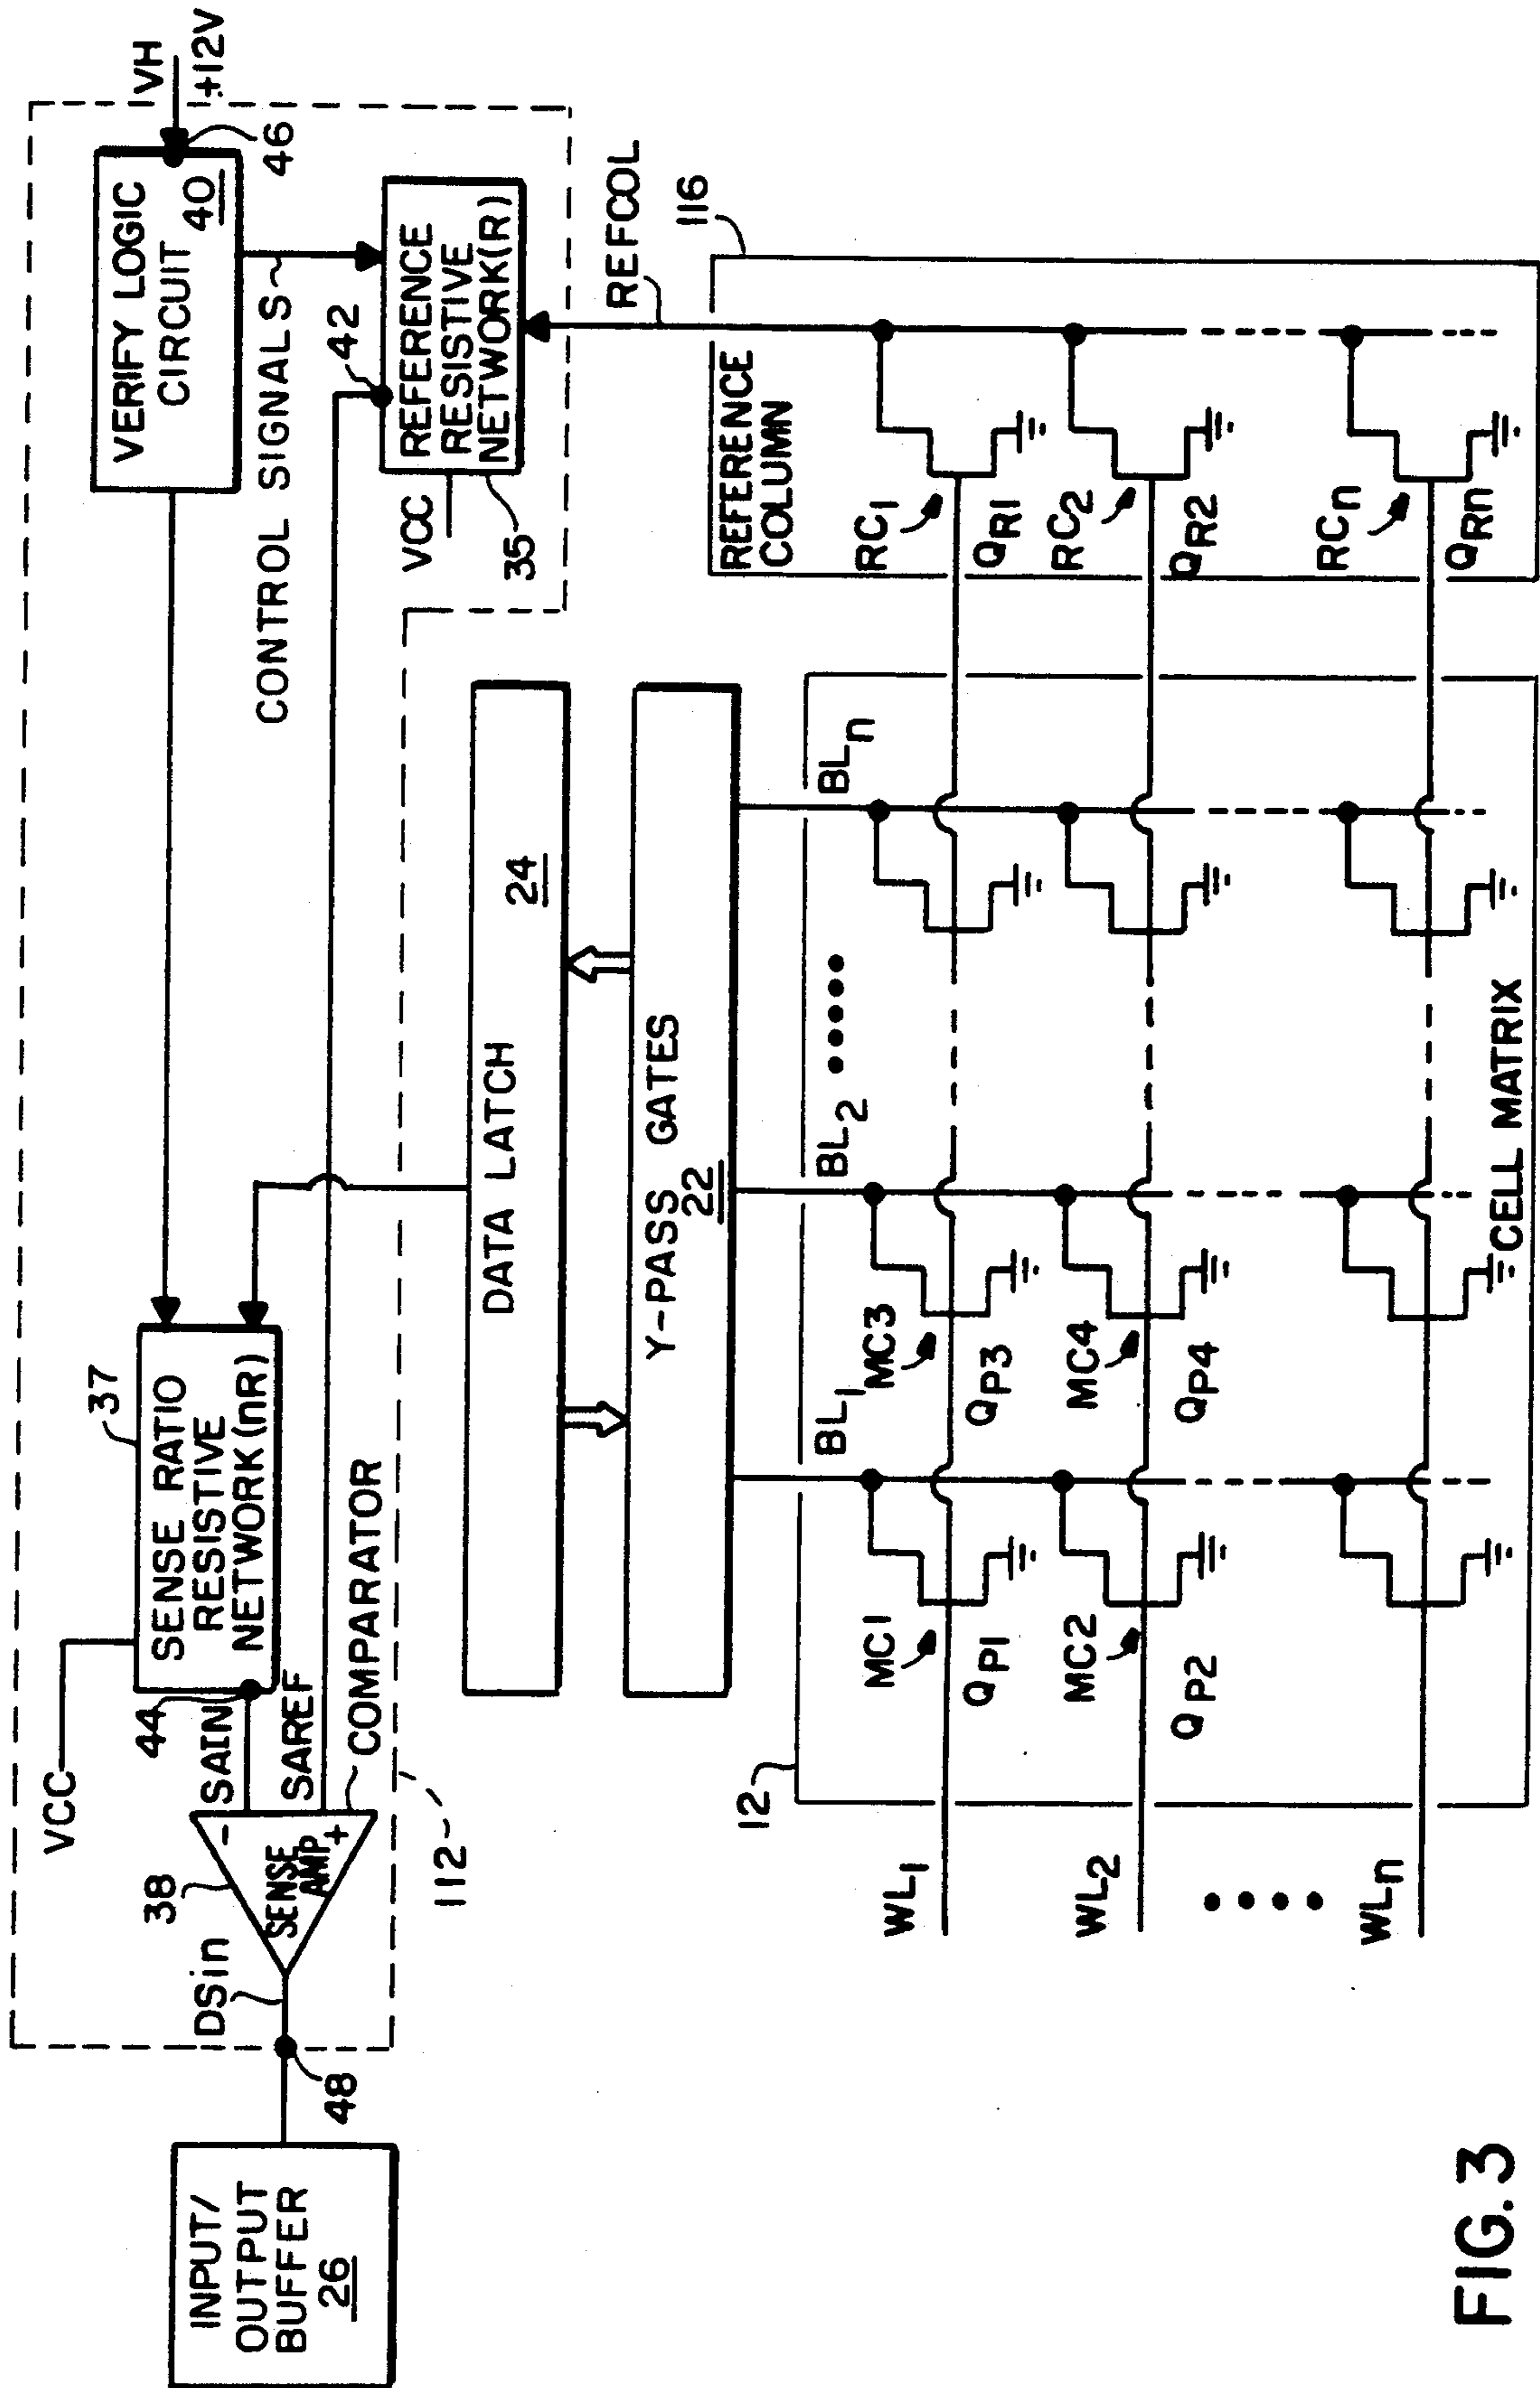 VH
+12V
VERIFY LOGIC
CIRCUIT
40
46
CONTROL SIGNALS
42
REFERENCE
RESISTIVE
NETWORK(R)
VCC
35
REFCOL
116
37
SENSE RATIO
RESISTIVE
NETWORK(nR)
VCC
44
SAIN
SAREF
COMPARATOR
-
+
SENSE
AMP
38
DSin
48
112
INPUT/
OUTPUT
BUFFER
26
DATA LATCH
24
Y-PASS GATES
22
REFERENCE
COLUMN
RC1
QR1
RC2
QR2
RCn
QRn
12
BL1
BL2
BLn
WL1
MC1
QP1
MC3
QP3
WL2
MC2
QP2
MC4
QP4
WLn
CELL MATRIX
FIG. 3